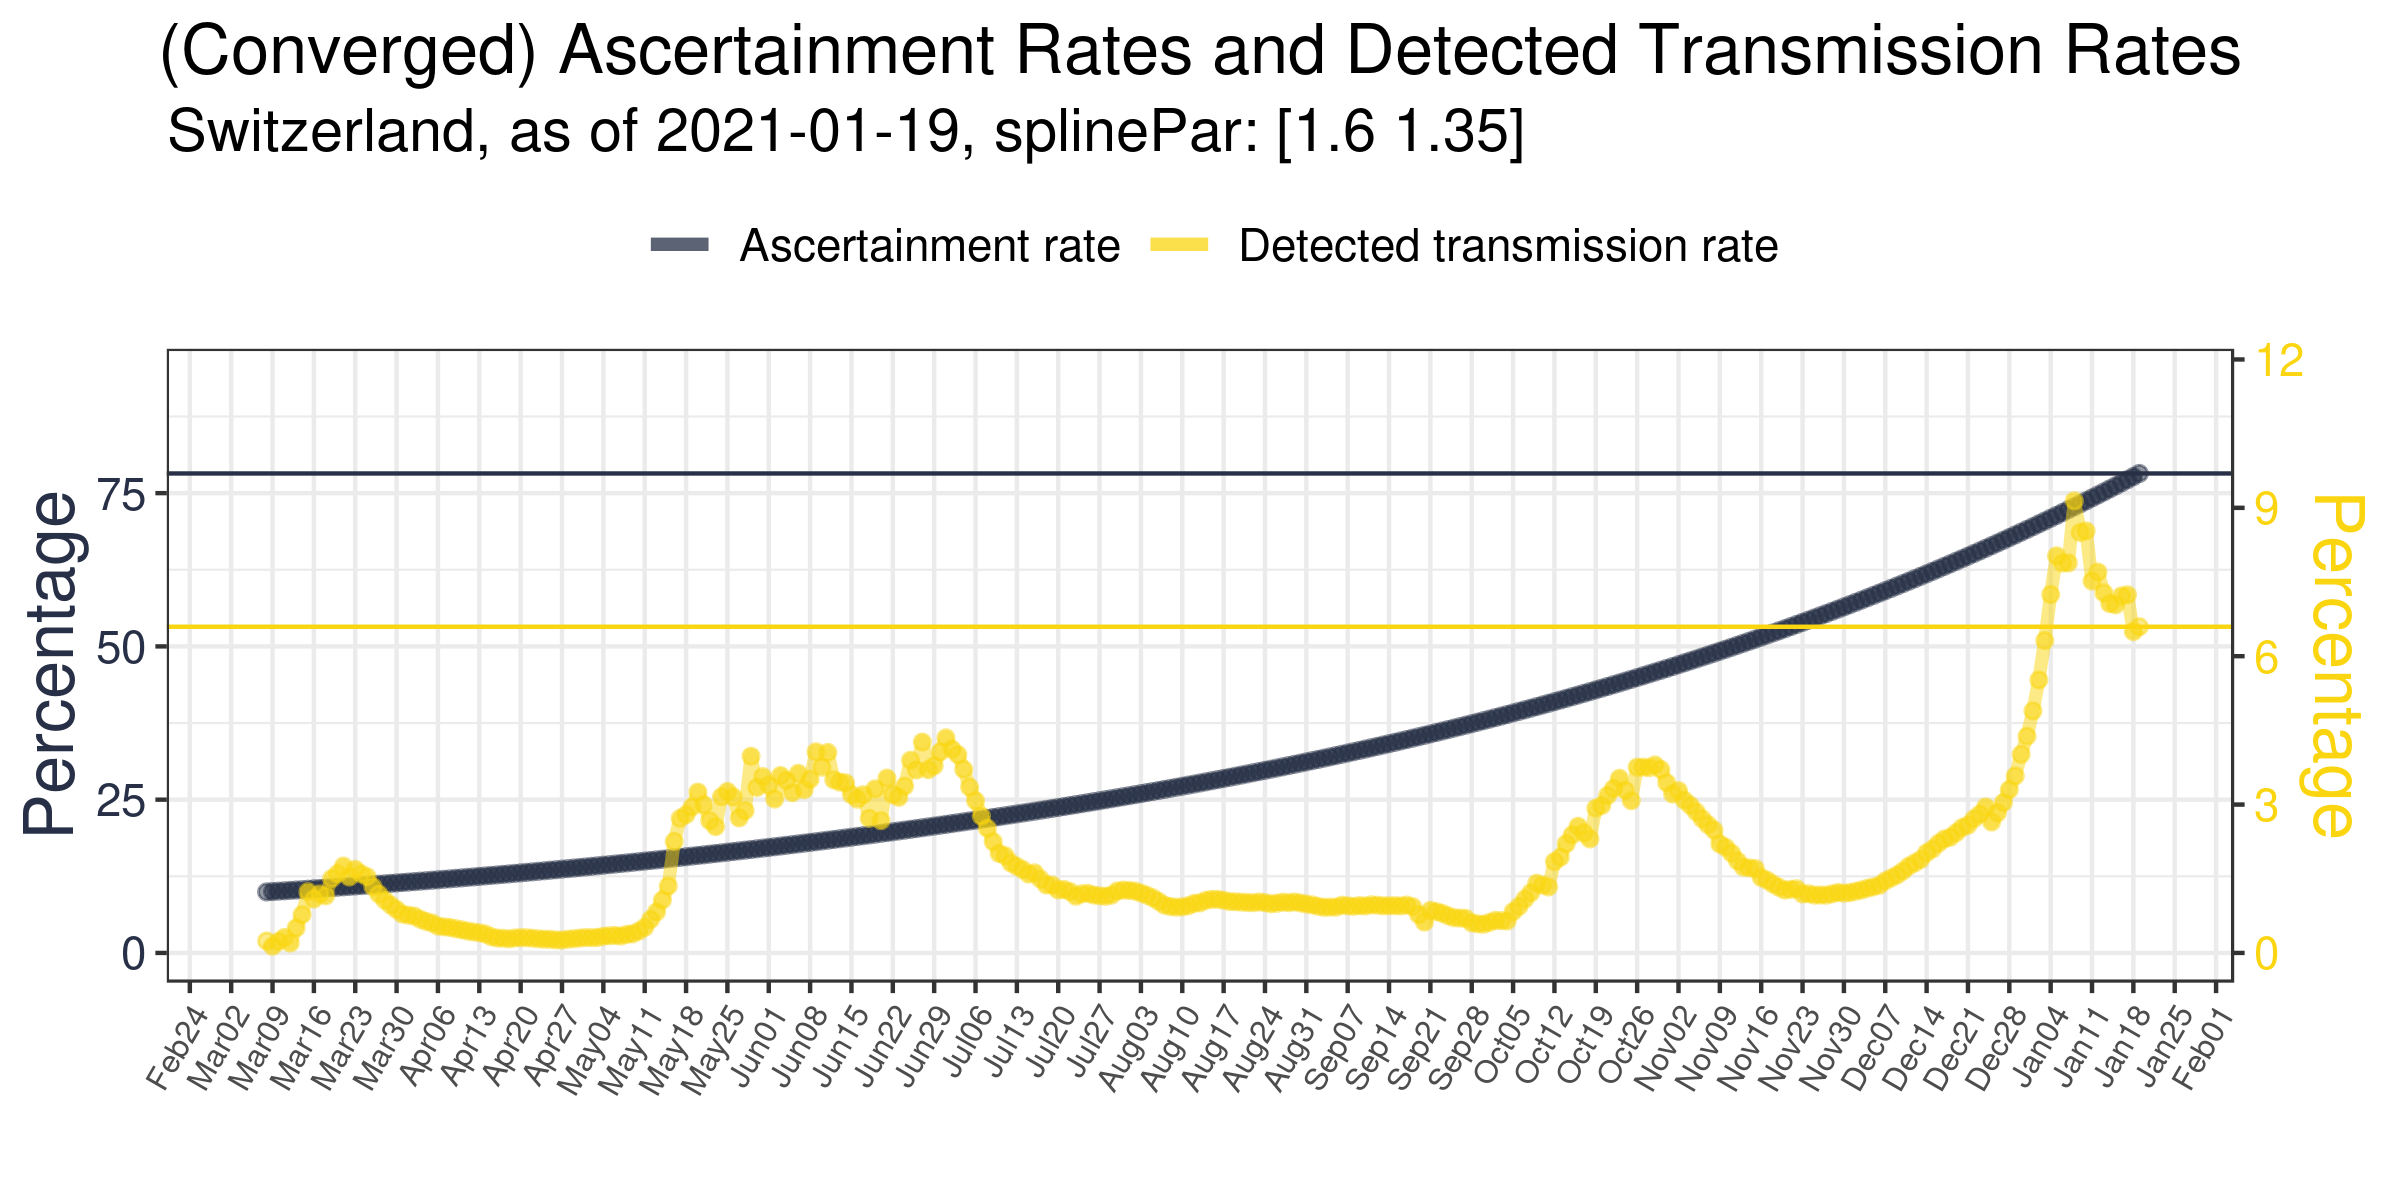 (Converged) Ascertainment Rates and Detected Transmission Rates
Switzerland, as of 2021-01-19, splinePar: [1.6 1.35]
Ascertainment rate
Detected transmission rate
Percentage
75
50
25
0
12
9
6
3
0
Percentage
Feb24
Mar02
Mar09
Mar16
Mar23
Mar30
Apr06
Apr13
Apr20
Apr27
May04
May11
May18
May25
Jun01
Jun08
Jun15
Jun22
Jun29
Jul06
Jul13
Jul20
Jul27
Aug03
Aug10
Aug17
Aug24
Aug31
Sep07
Sep14
Sep21
Sep28
Oct05
Oct12
Oct19
Oct26
Nov02
Nov09
Nov16
Nov23
Nov30
Dec07
Dec14
Dec21
Dec28
Jan04
Jan11
Jan18
Jan25
Feb01